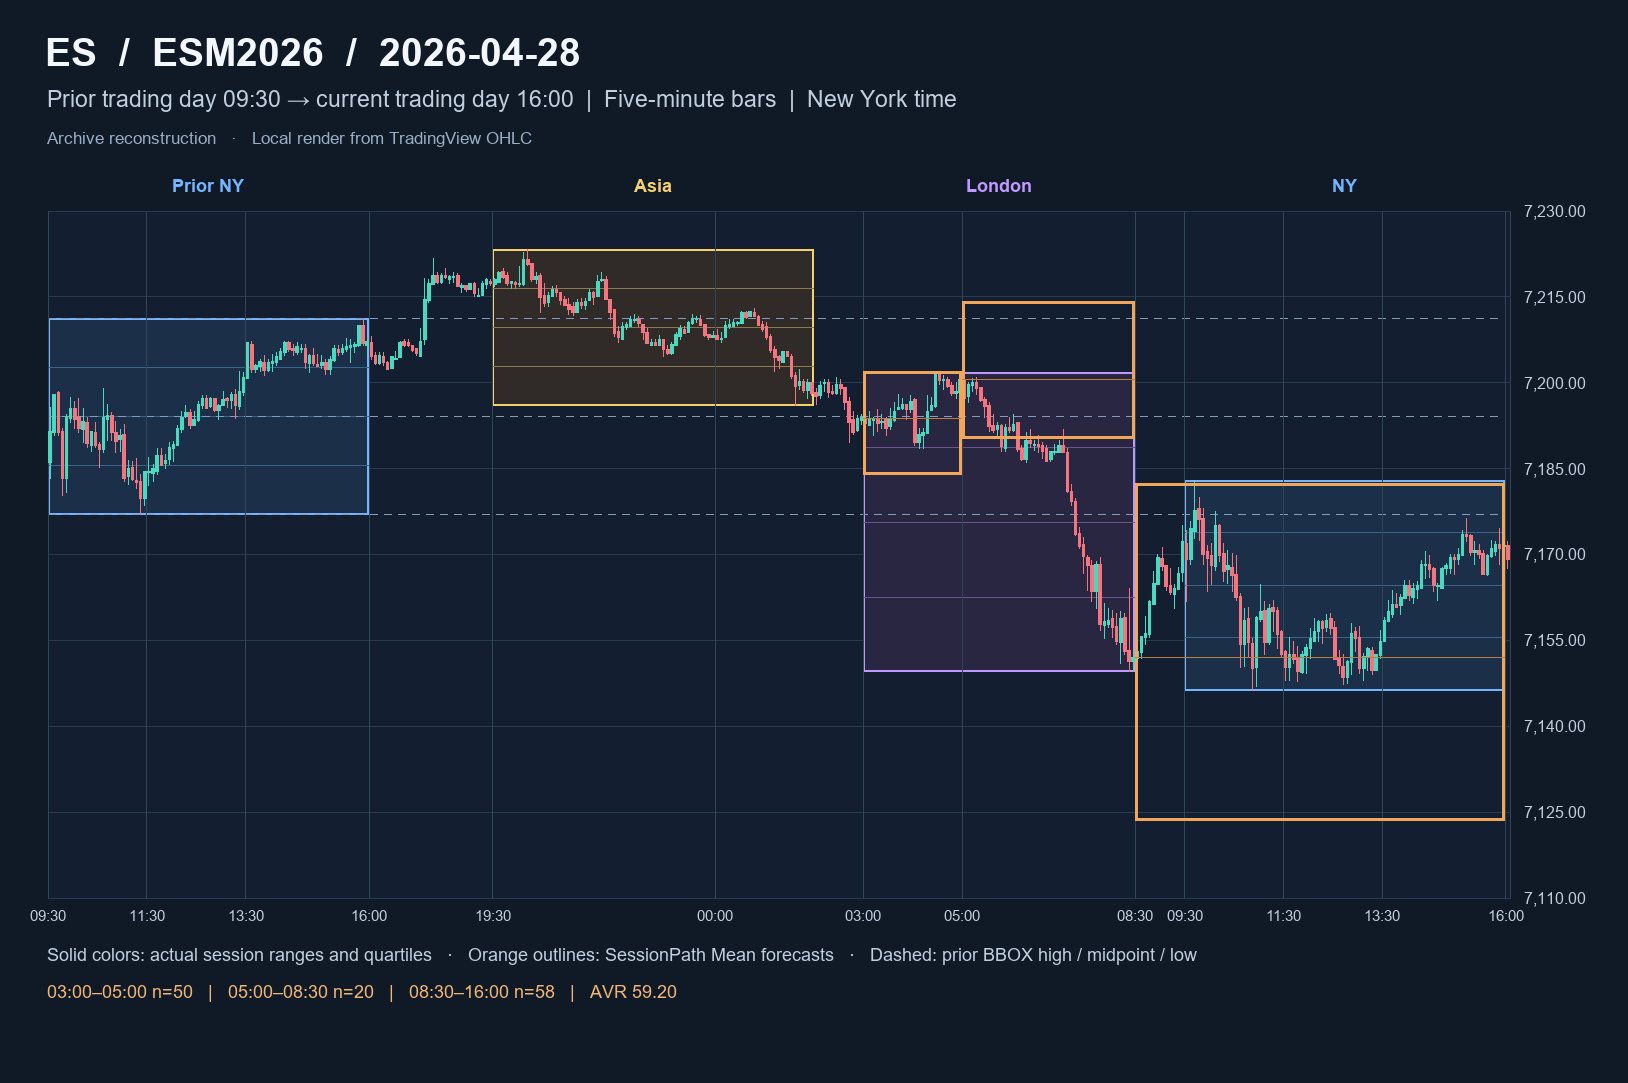 ES / ESM2026 / 2026-04-28
Prior trading day 09:30 → current trading day 16:00 | Five-minute bars | New York time
Archive reconstruction · Local render from TradingView OHLC
Prior NY Asia London NY
7,230.00
7,215.00
7,200.00
7,185.00
7,170.00
7,155.00
7,140.00
7,125.00
7,110.00
09:30 11:30 13:30 16:00 19:30 00:00 03:00 05:00 08:30 09:30 11:30 13:30 16:00
Solid colors: actual session ranges and quartiles · Orange outlines: SessionPath Mean forecasts · Dashed: prior BBOX high / midpoint / low
03:00–05:00 n=50 | 05:00–08:30 n=20 | 08:30–16:00 n=58 | AVR 59.20